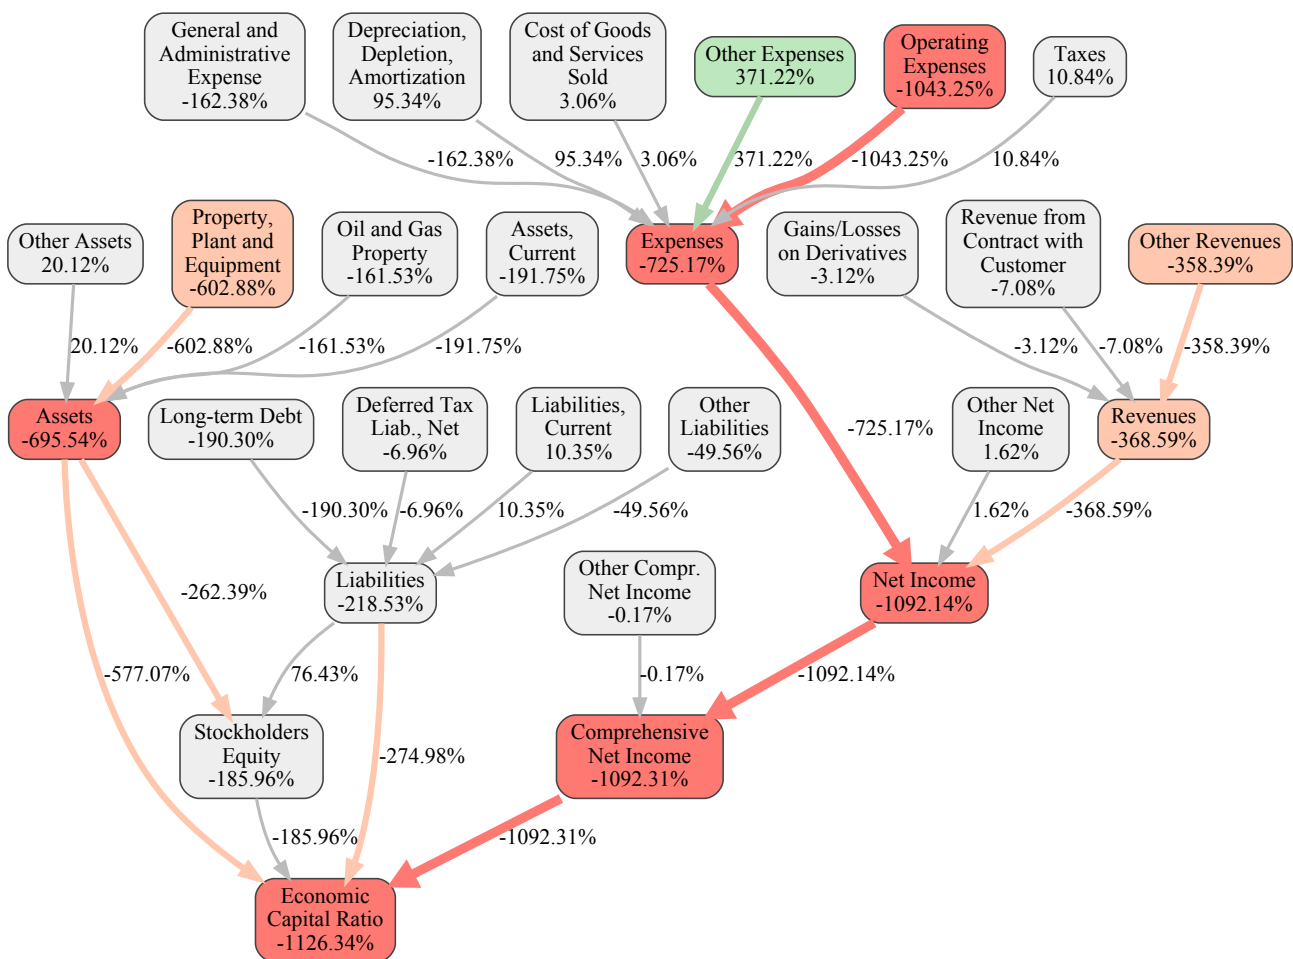 General and
Administrative
Expense
-162.38%
Depreciation,
Depletion,
Amortization
95.34%
Cost of Goods
and Services
Sold
3.06%
Other Expenses
371.22%
Operating
Expenses
-1043.25%
Taxes
10.84%
-162.38%
95.34%
3.06%
371.22%
-1043.25%
10.84%
Other Assets
20.12%
Property,
Plant and
Equipment
-602.88%
Oil and Gas
Property
-161.53%
Assets,
Current
-191.75%
Expenses
-725.17%
Gains/Losses
on Derivatives
-3.12%
Revenue from
Contract with
Customer
-7.08%
Other Revenues
-358.39%
20.12%
-602.88%
-161.53%
-191.75%
-3.12%
-7.08%
-358.39%
Assets
-695.54%
Long-term Debt
-190.30%
Deferred Tax
Liab., Net
-6.96%
Liabilities,
Current
10.35%
Other
Liabilities
-49.56%
-725.17%
Other Net
Income
1.62%
Revenues
-368.59%
-190.30%
-6.96%
10.35%
-49.56%
1.62%
-368.59%
-262.39%
Liabilities
-218.53%
Other Compr.
Net Income
-0.17%
Net Income
-1092.14%
-577.07%
76.43%
-0.17%
-1092.14%
Stockholders
Equity
-185.96%
-274.98%
Comprehensive
Net Income
-1092.31%
-185.96%
-1092.31%
Economic
Capital Ratio
-1126.34%